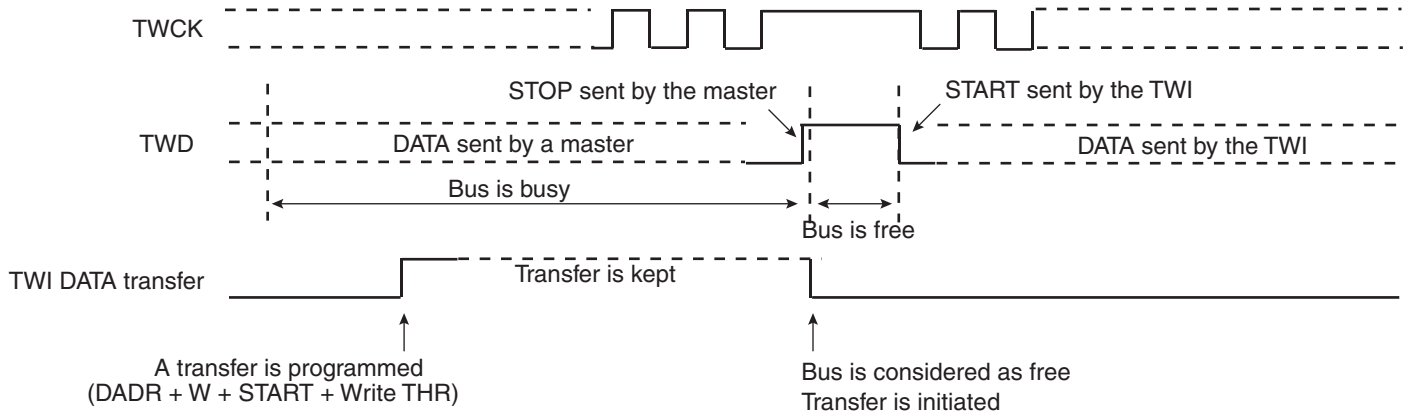 TWCK
STOP sent by the master
START sent by the TWI
TWD
DATA sent by a master
DATA sent by the TWI
Bus is busy
Bus is free
TWI DATA transfer
Transfer is kept
A transfer is programmed
(DADR + W + START + Write THR)
Bus is considered as free
Transfer is initiated